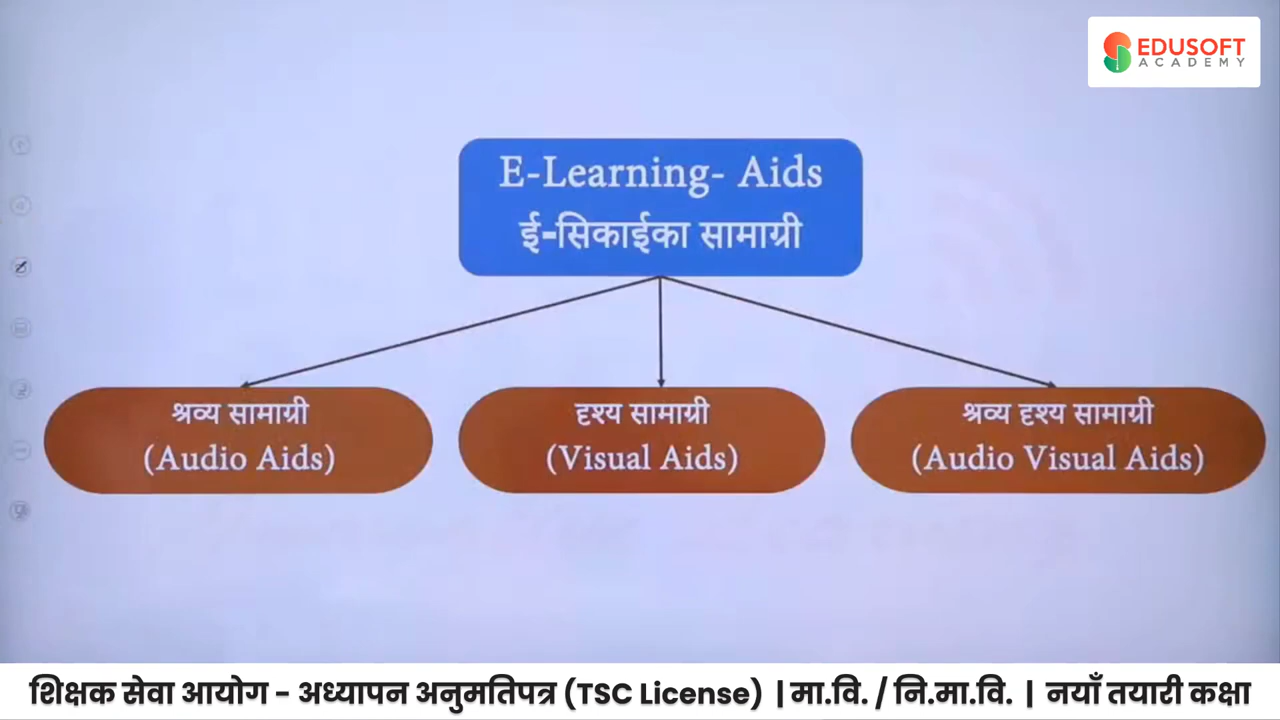 EDUSOFT
ACADEMY
E-Learning- Aids
ई-सिकाईका सामाग्री
श्रव्य सामाग्री
(Audio Aids)
दृश्य सामाग्री
(Visual Aids)
श्रव्य दृश्य सामाग्री
(Audio Visual Aids)
शिक्षक सेवा आयोग - अध्यापन अनुमतिपत्र (TSC License) | मा.वि. / नि.मा.वि. | नयाँ तयारी कक्षा